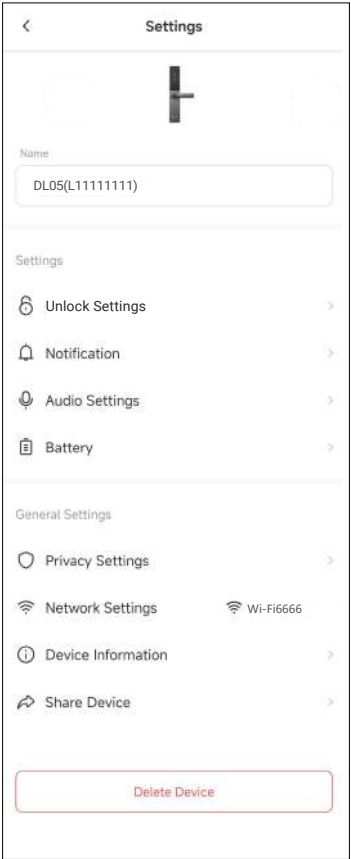 Settings
Name
DL05(L11111111)
Settings
Unlock Settings
Notification
Audio Settings
Battery
General Settings
Privacy Settings
Network Settings Wi-Fi6666
Device Information
Share Device
Delete Device